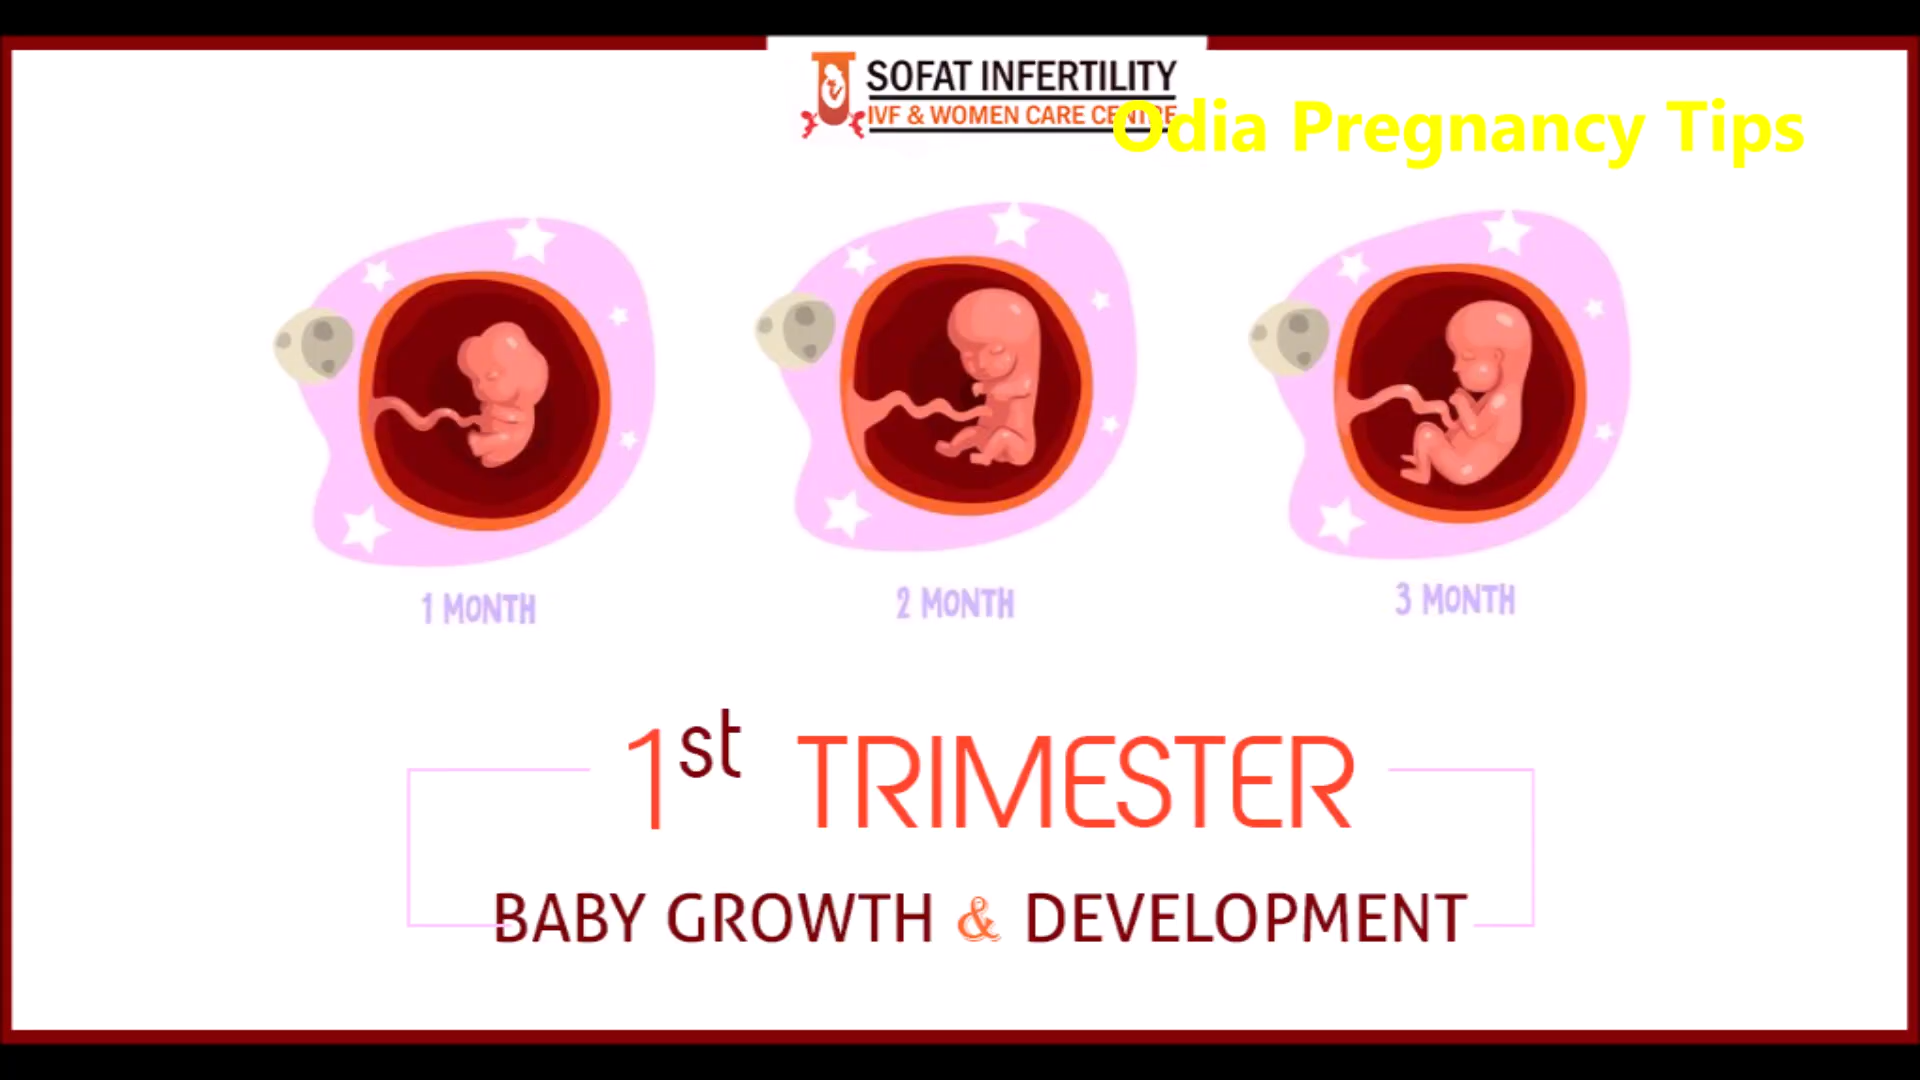 SOFAT INFERTILITY
IVF & WOMEN CARE CENTRE
Odia Pregnancy Tips
1 MONTH
2 MONTH
3 MONTH
1st TRIMESTER
BABY GROWTH & DEVELOPMENT